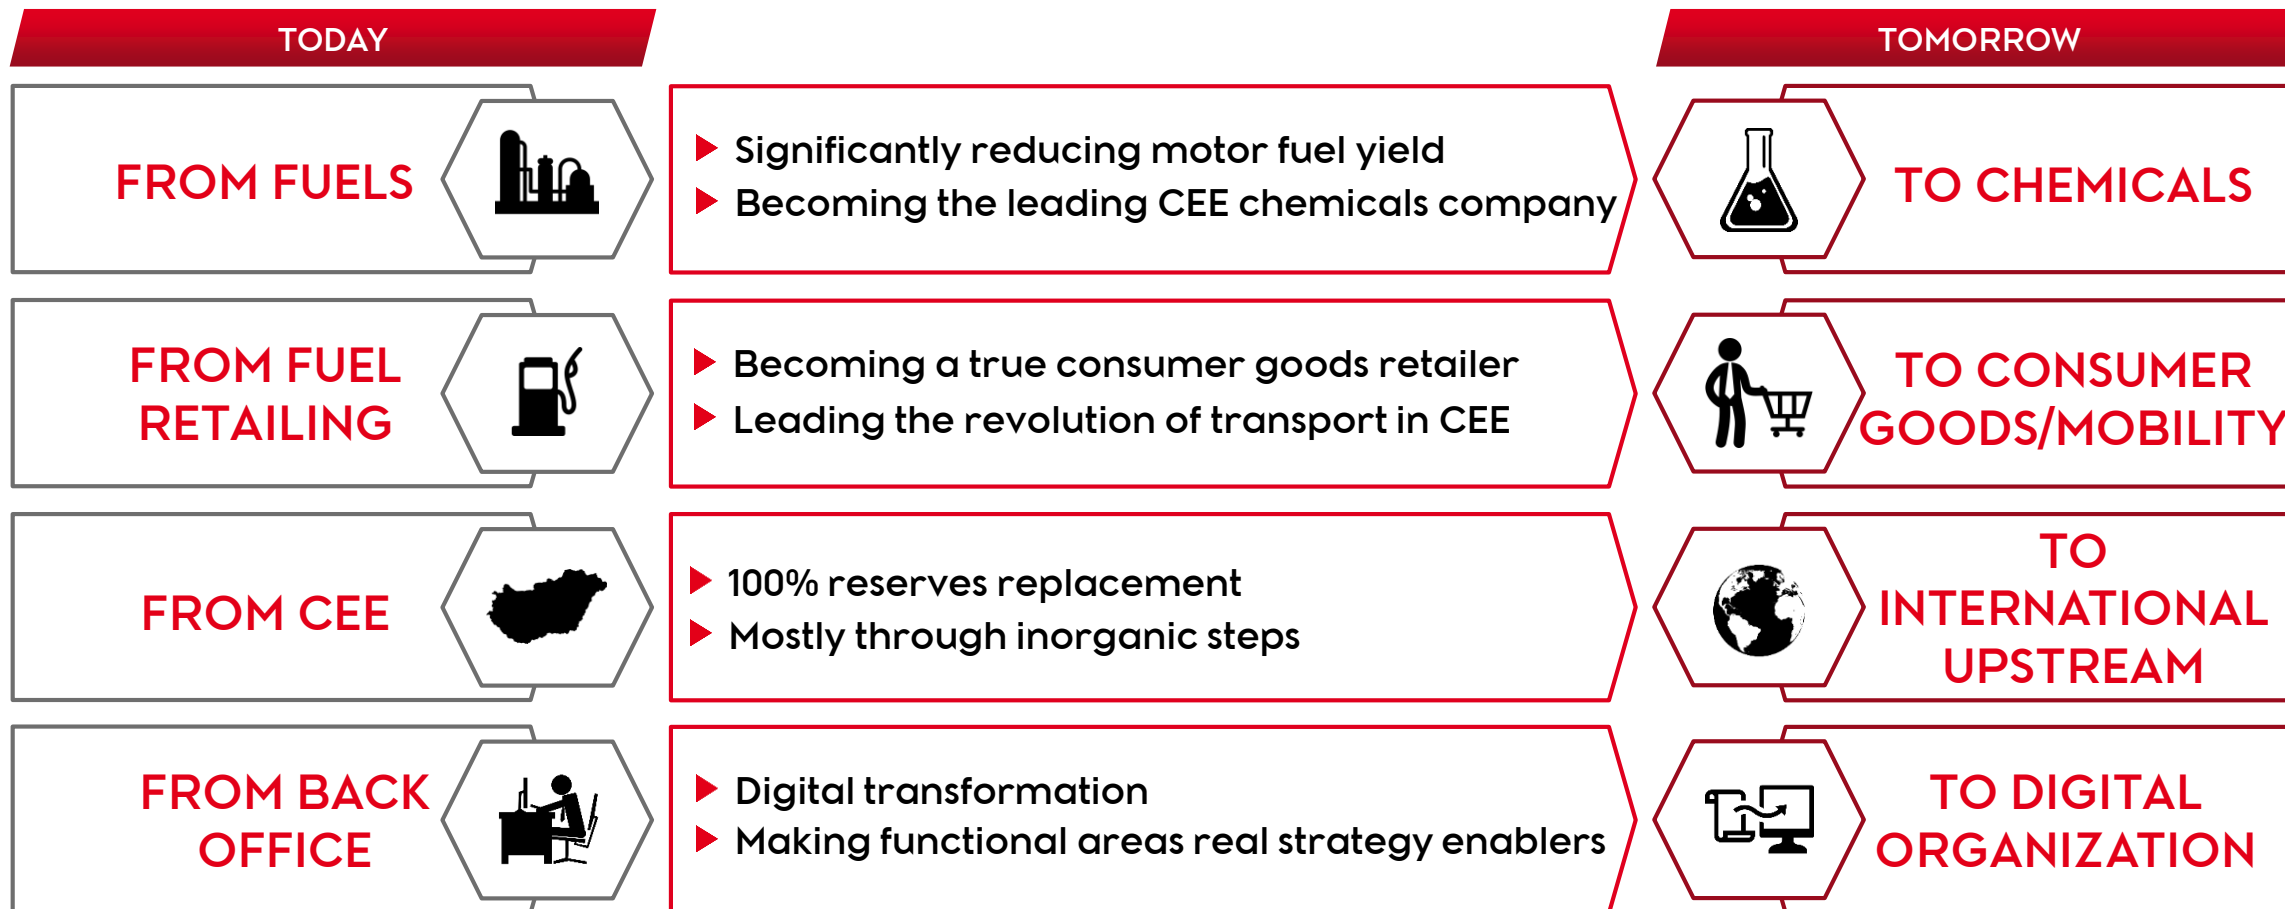 TODAY
TOMORROW
FROM FUELS
Significantly reducing motor fuel yield
Becoming the leading CEE chemicals company
TO CHEMICALS
FROM FUEL
RETAILING
Becoming a true consumer goods retailer
Leading the revolution of transport in CEE
TO CONSUMER
GOODS/MOBILITY
FROM CEE
100% reserves replacement
Mostly through inorganic steps
TO
INTERNATIONAL
UPSTREAM
FROM BACK
OFFICE
Digital transformation
Making functional areas real strategy enablers
TO DIGITAL
ORGANIZATION